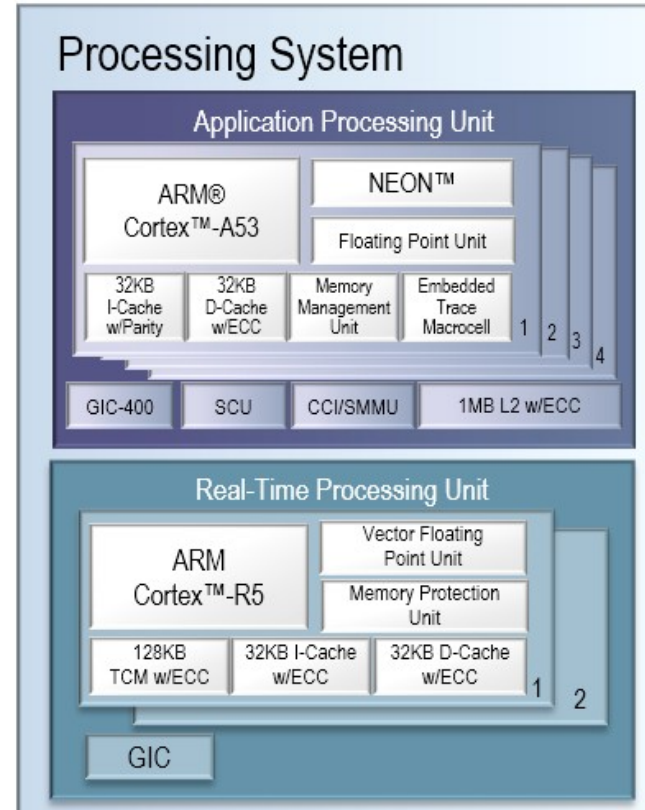 Processing System
Application Processing Unit
ARM®
Cortex™-A53
NEON™
Floating Point Unit
32KB
I-Cache
w/Parity
32KB
D-Cache
w/ECC
Memory
Management
Unit
Embedded
Trace
Macrocell
1
2
3
4
GIC-400
SCU
CCI/SMMU
1MB L2 w/ECC
Real-Time Processing Unit
ARM
Cortex™-R5
Vector Floating
Point Unit
Memory Protection
Unit
128KB
TCM w/ECC
32KB I-Cache
w/ECC
32KB D-Cache
w/ECC
1
2
GIC